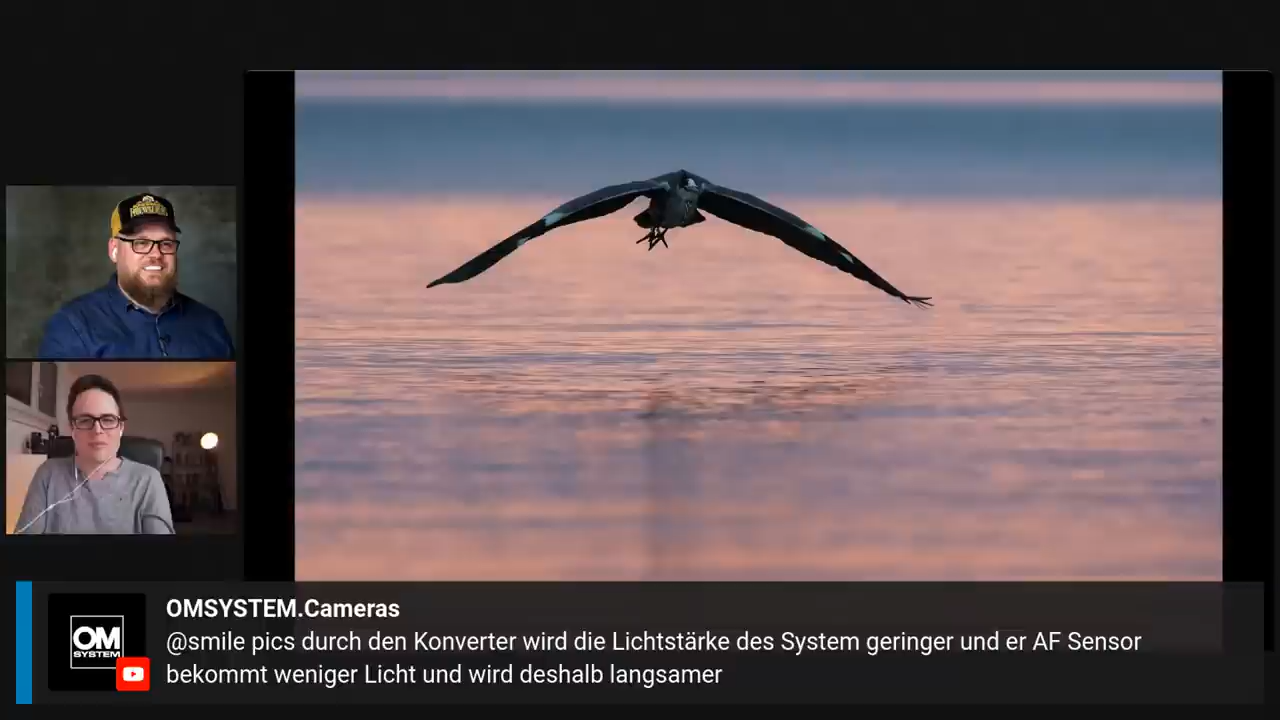 OMSYSTEM.Cameras
@smile pics durch den Konverter wird die Lichtstärke des System geringer und er AF Sensor
bekommt weniger Licht und wird deshalb langsamer
OM
SYSTEM